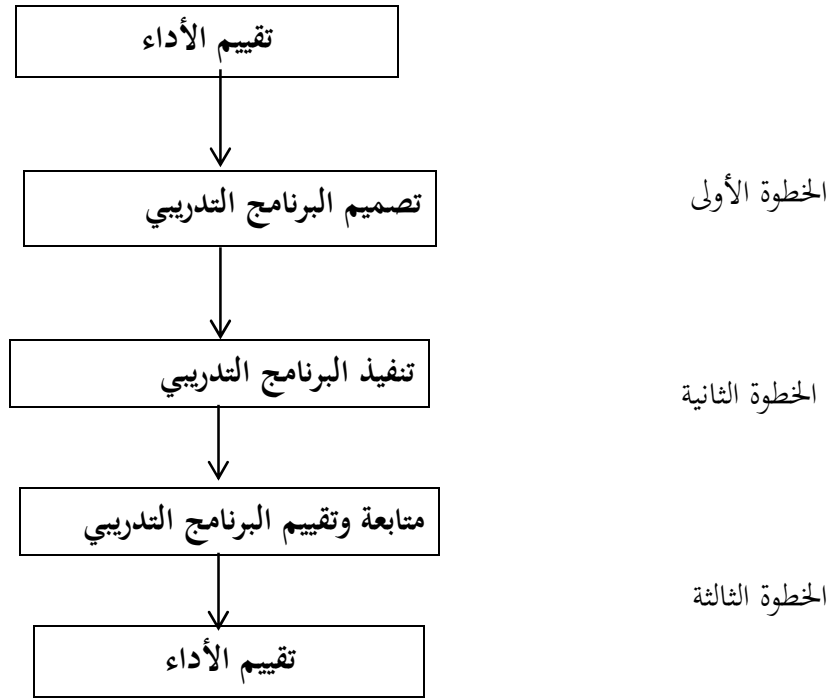 تقييم الأداء
الخطوة الأولى
تصميم البرنامج التدريبي
الخطوة الثانية
تنفيذ البرنامج التدريبي
متابعة وتقييم البرنامج التدريبي
الخطوة الثالثة
تقييم الأداء